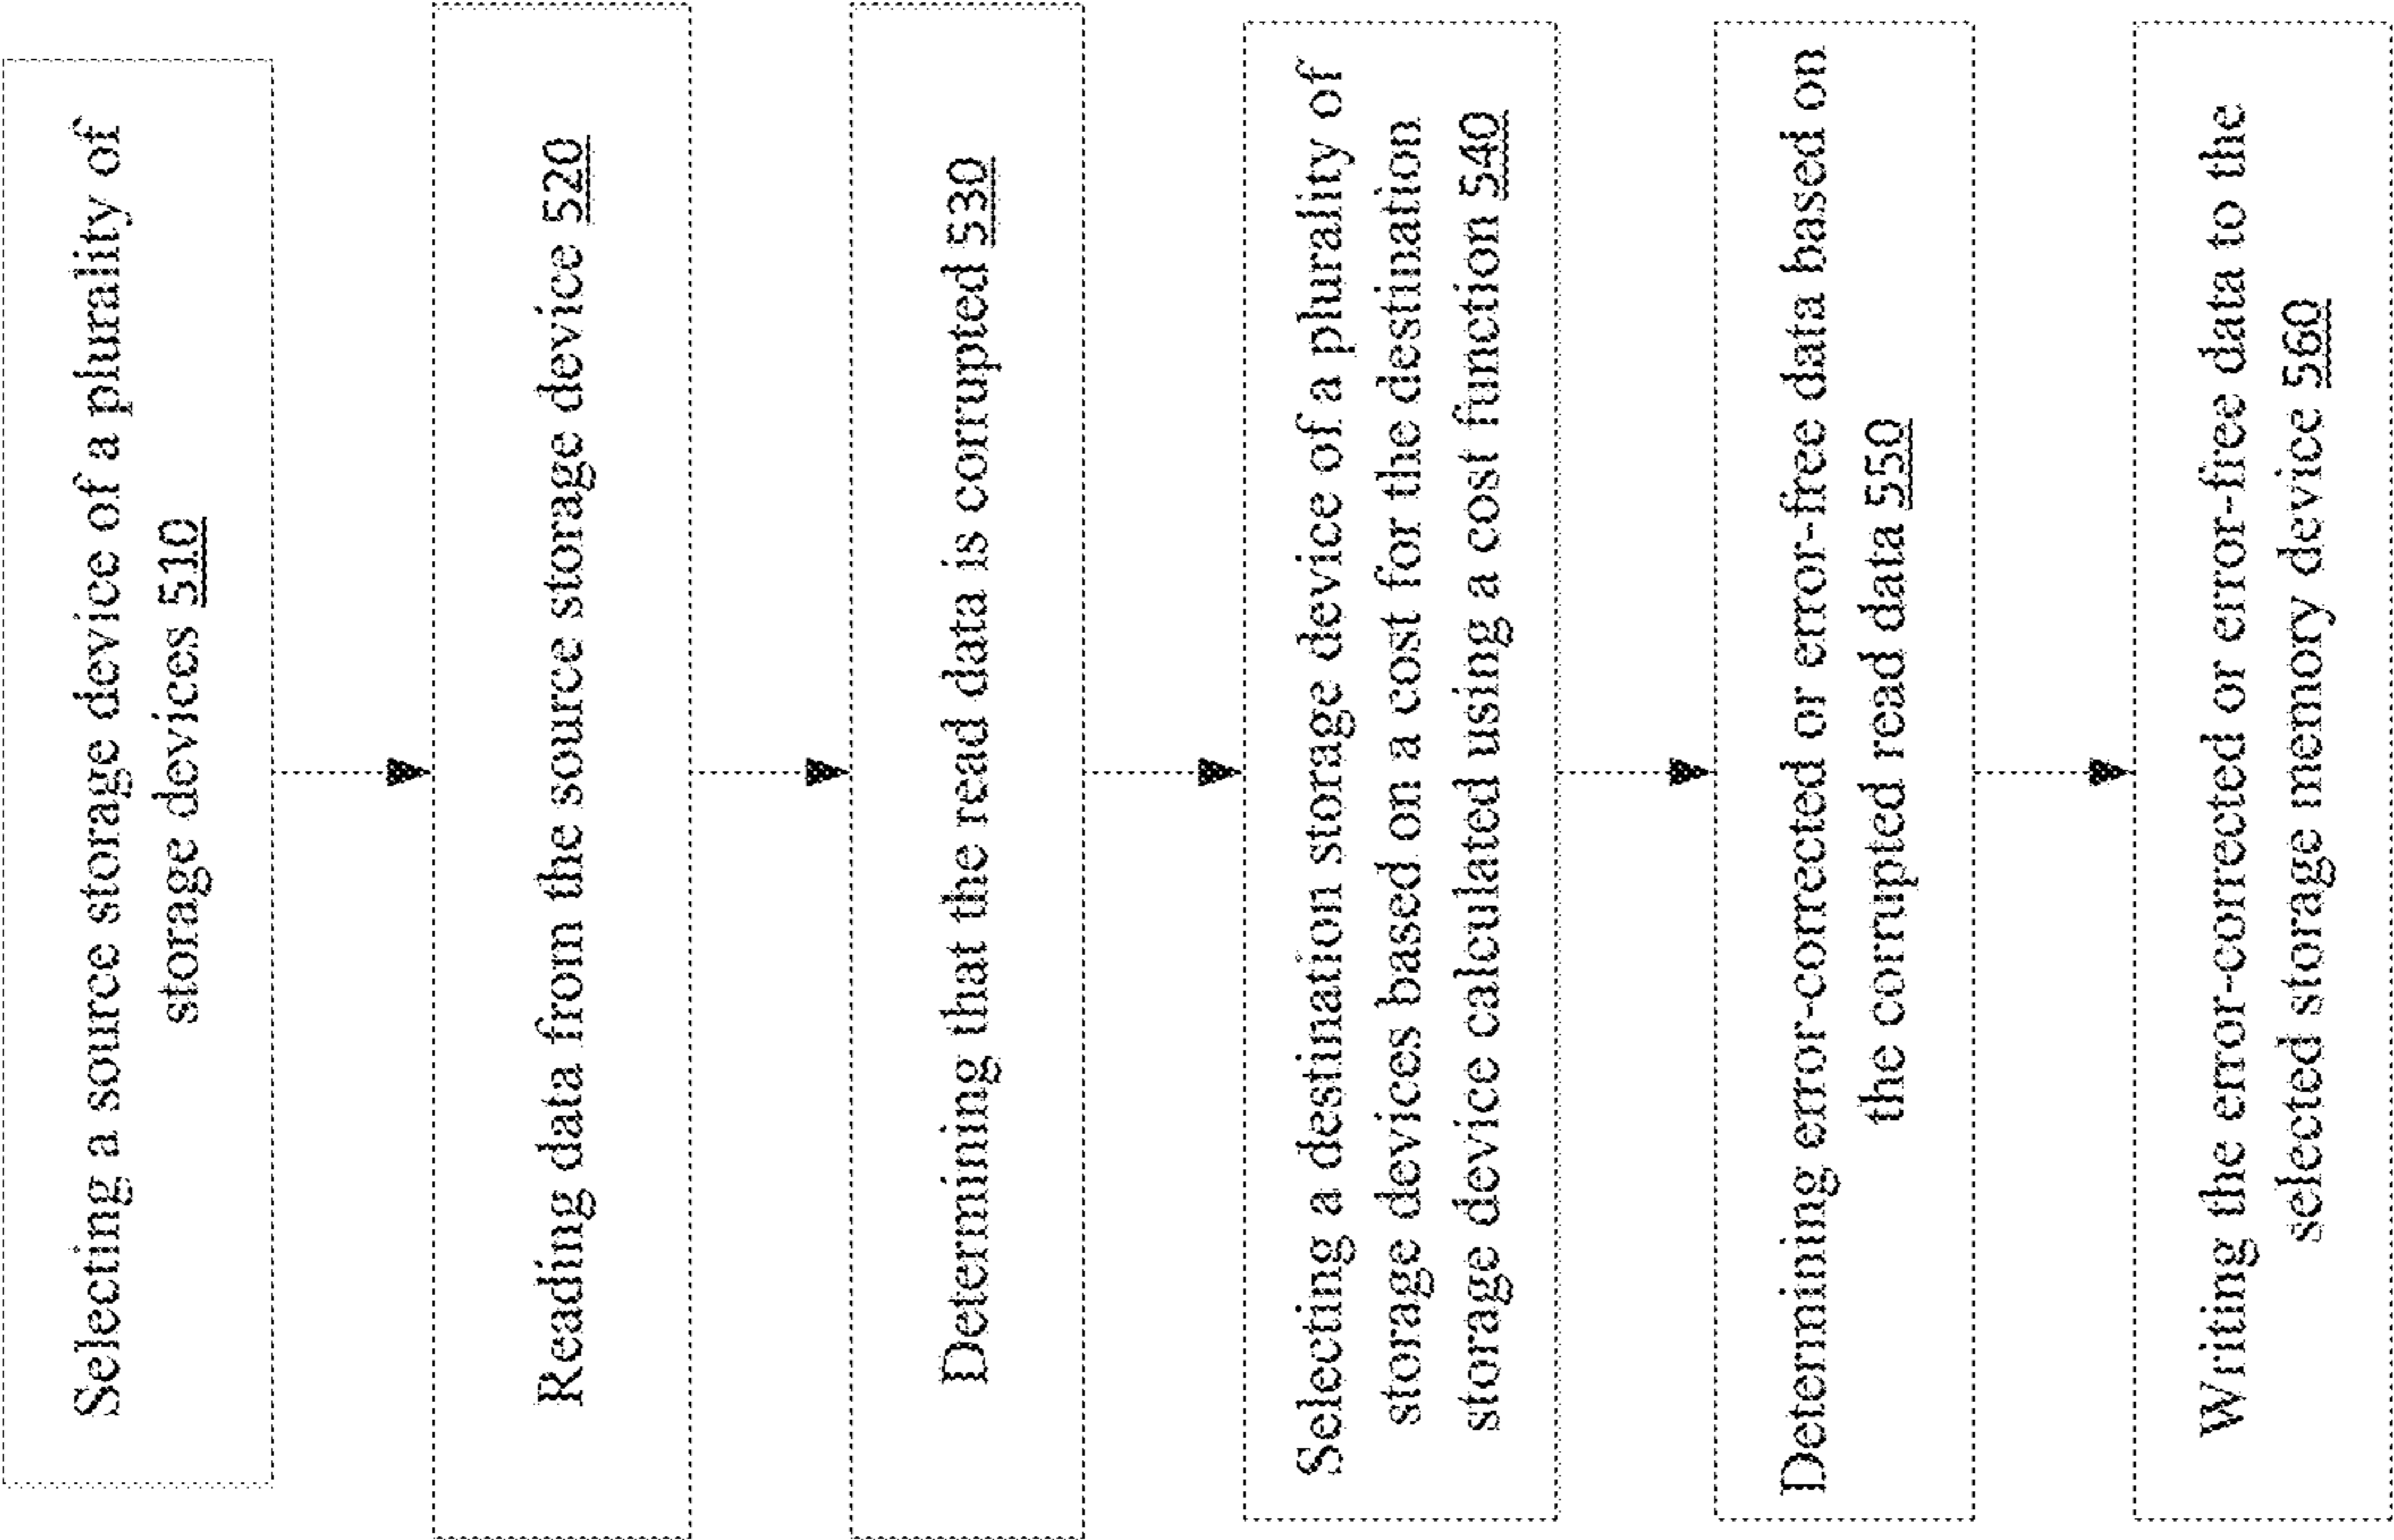 Selecting a source storage device of a plurality of
storage devices 510
Reading data from the source storage device 520
Determining that the read data is corrupted 530
Selecting a destination storage device of a plurality of
storage devices based on a cost for the destination
storage device calculated using a cost function 540
Determining error-corrected or error-free data based on
the corrupted read data 550
Writing the error-corrected or error-free data to the
selected storage memory device 560